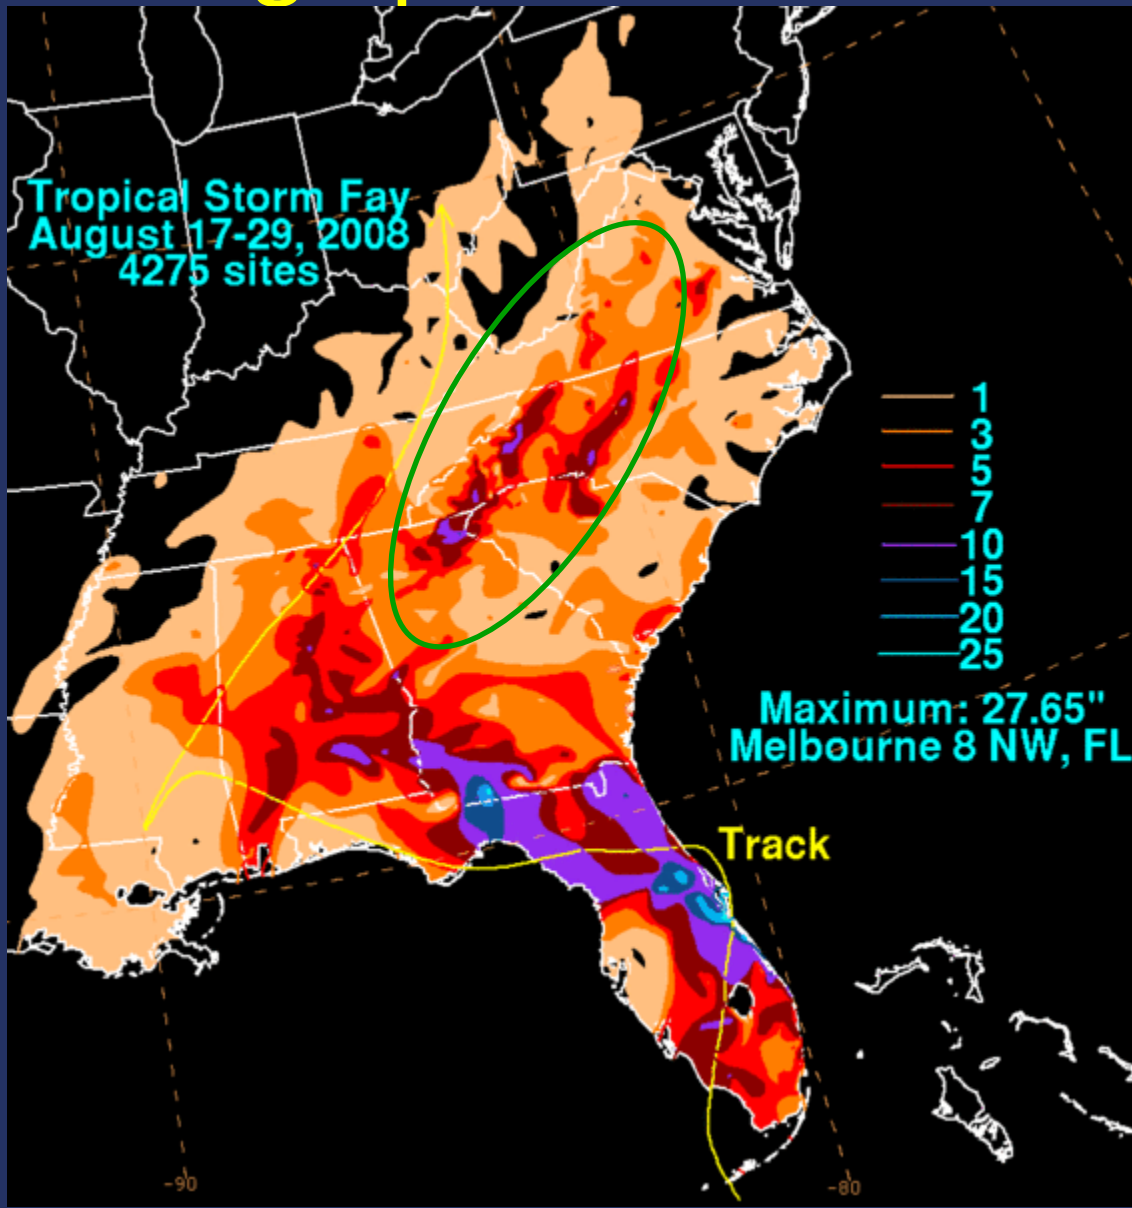 Tropical Storm Fay
August 17-29, 2008
4275 sites
1
3
5
7
10
15
20
25
Maximum: 27.65"
Melbourne 8 NW, FL
Track
-90
-80